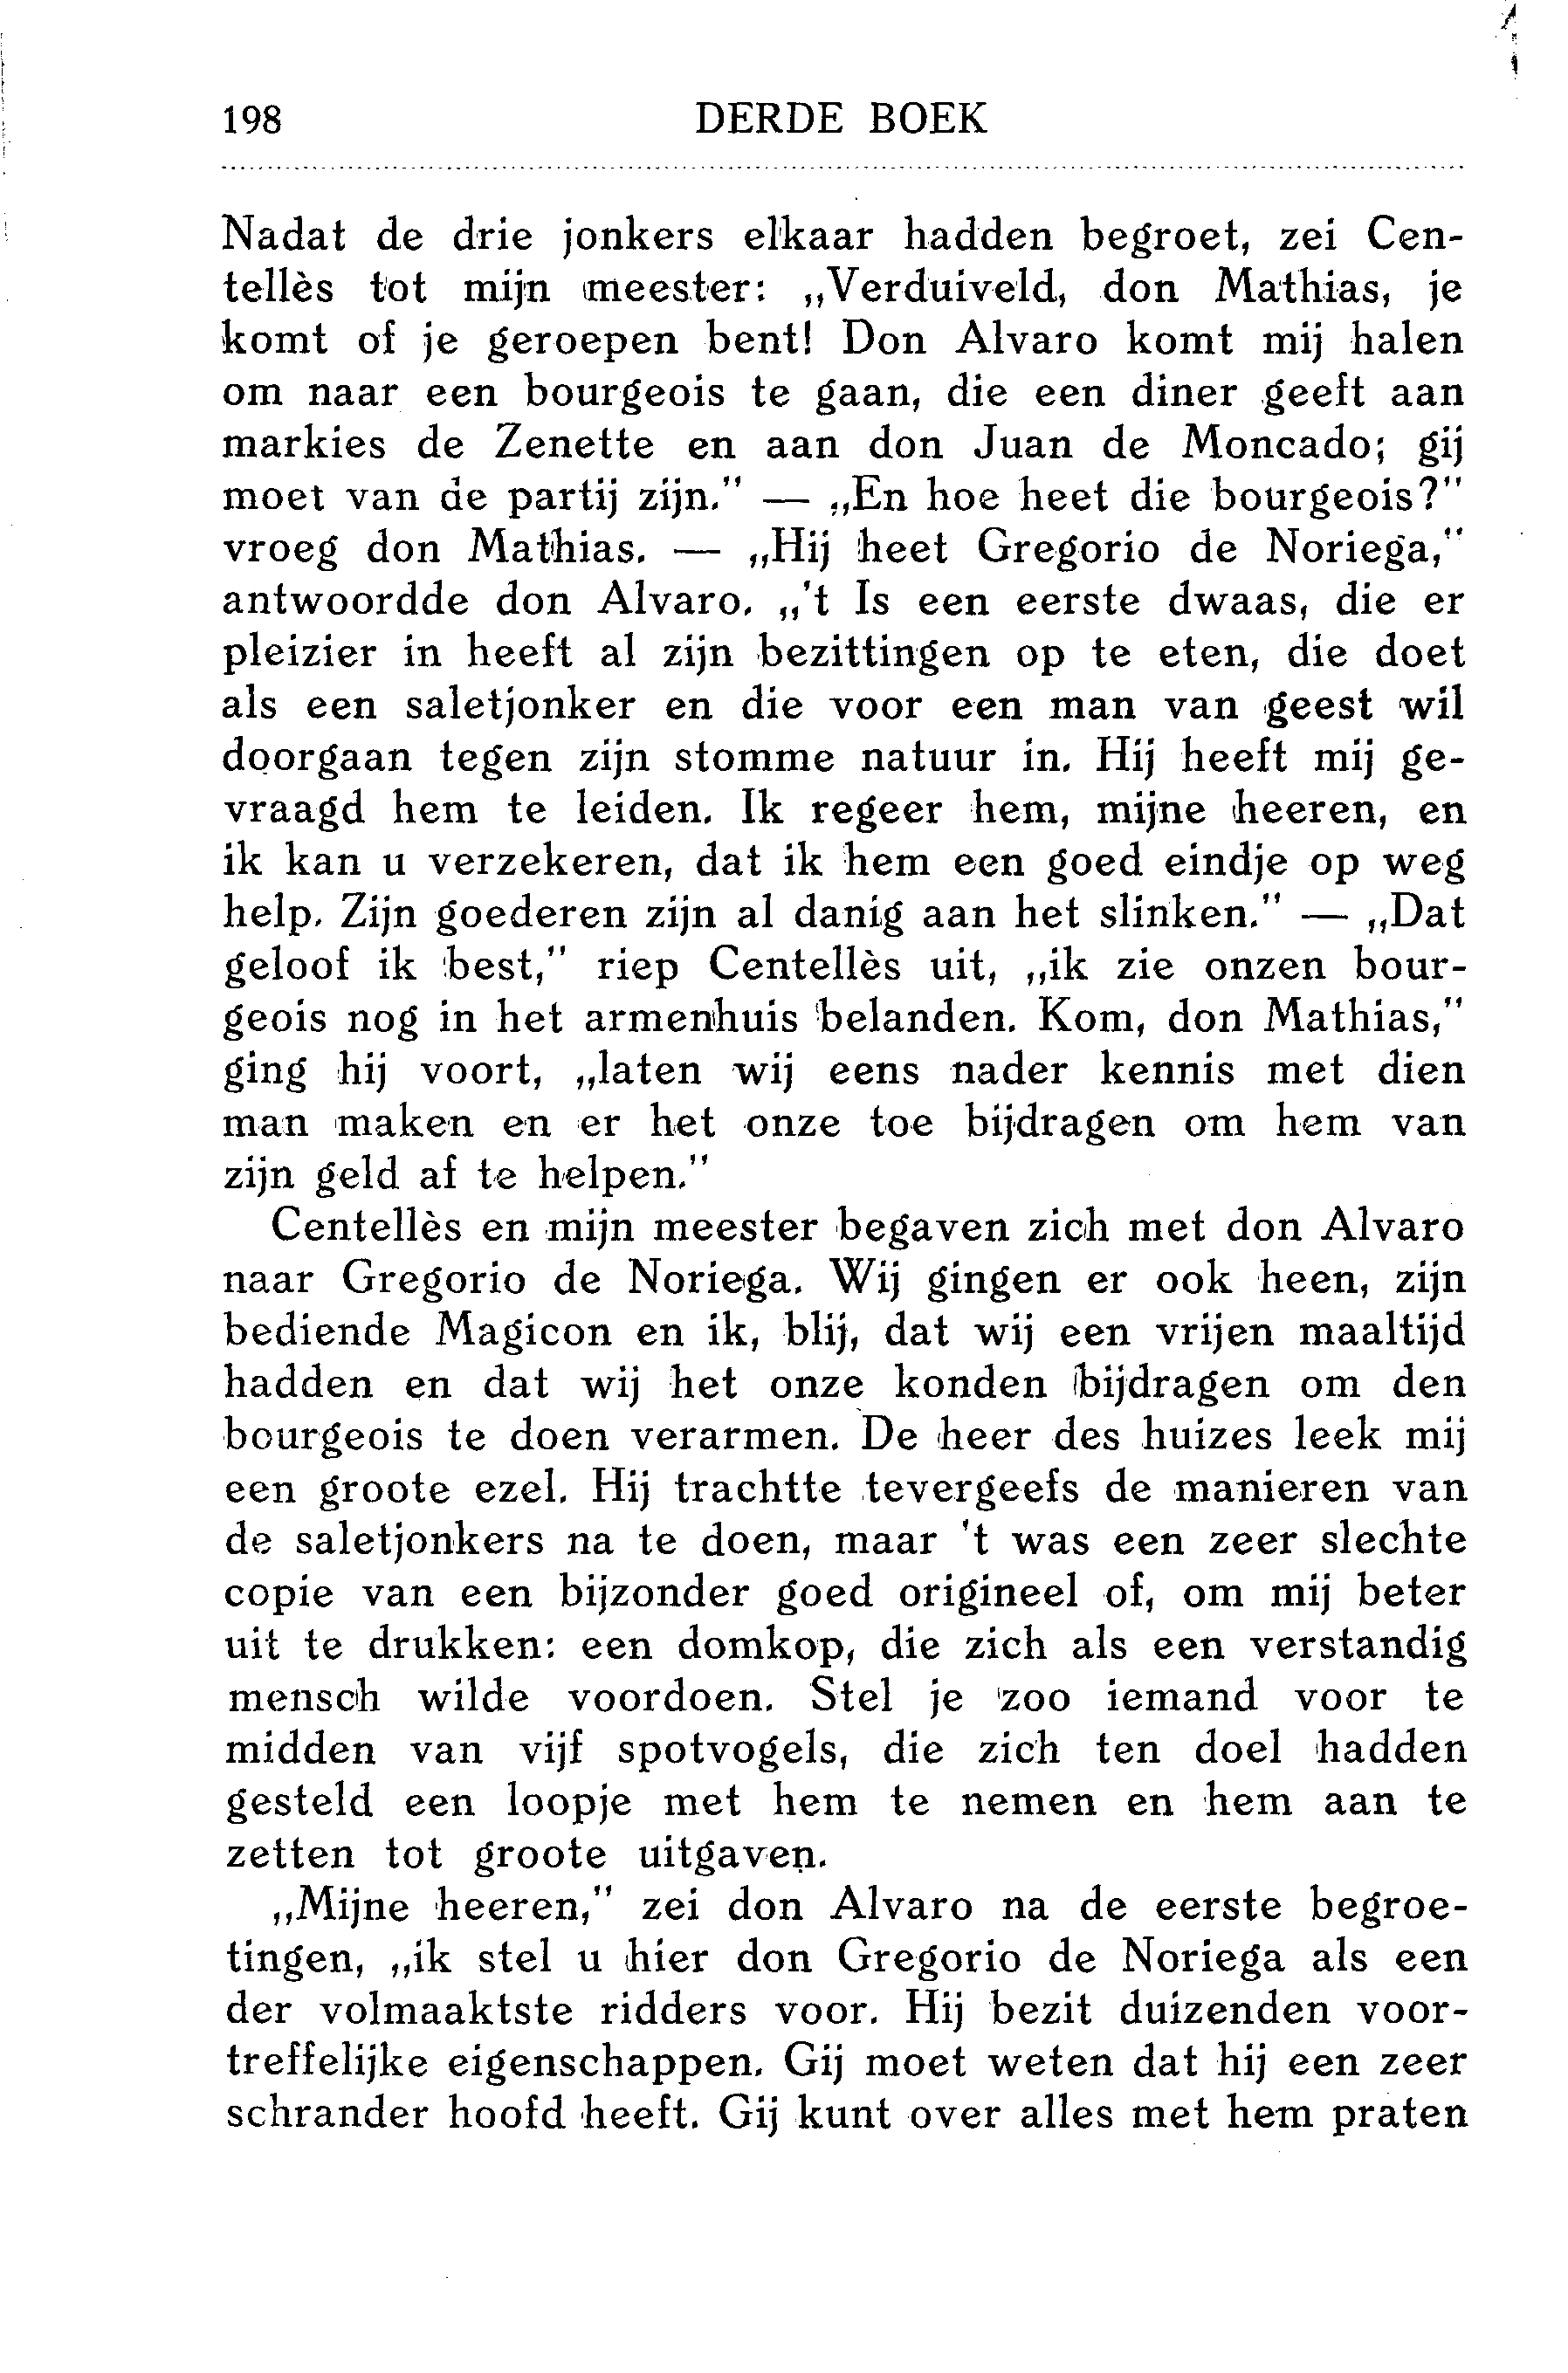 198 DERDE BOEK
Nadat de drie jonkers elkaar hadden begroet, zei Cen-
tellès tot mijn meester: „Verduiveld, don Mathias, je
komt of je geroepen bent! Don Alvaro komt mij halen
om naar een bourgeois te gaan, die een diner geeft aan
markies de Zenette en aan don Juan de Moncado; gij
moet van de partij zijn.” — „En hoe heet die bourgeois?”
vroeg don Mathias. — „Hij heet Gregorio de Noriega,”
antwoordde don Alvaro. „'t Is een eerste dwaas, die er
pleizier in heeft al zijn bezittingen op te eten, die doet
als een saletjonker en die voor een man van geest wil
doorgaan tegen zijn stomme natuur in. Hij heeft mij ge-
vraagd hem te leiden. Ik regeer hem, mijne heeren, en
ik kan u verzekeren, dat ik hem een goed eindje op weg
help. Zijn goederen zijn al danig aan het slinken.” — „Dat
geloof ik best,” riep Centellès uit, „ik zie onzen bour-
geois nog in het armenhuis belanden. Kom, don Mathias,”
ging hij voort, „laten wij eens nader kennis met dien
man maken en er het onze toe bijdragen om hem van
zijn geld af te helpen.”
Centellès en mijn meester begaven zich met don Alvaro
naar Gregorio de Noriega. Wij gingen er ook heen, zijn
bediende Magicon en ik, blij, dat wij een vrijen maaltijd
hadden en dat wij het onze konden bijdragen om den
bourgeois te doen verarmen. De heer des huizes leek mij
een groote ezel. Hij trachtte tevergeefs de manieren van
de saletjonkers na te doen, maar 't was een zeer slechte
copie van een bijzonder goed origineel of, om mij beter
uit te drukken: een domkop, die zich als een verstandig
mensch wilde voordoen. Stel je zoo iemand voor te
midden van vijf spotvogels, die zich ten doel hadden
gesteld een loopje met hem te nemen en hem aan te
zetten tot groote uitgaven.
„Mijne heeren,” zei don Alvaro na de eerste begroe-
tingen, „ik stel u hier don Gregorio de Noriega als een
der volmaaktste ridders voor. Hij bezit duizenden voor-
treffelijke eigenschappen. Gij moet weten dat hij een zeer
schrander hoofd heeft. Gij kunt over alles met hem praten